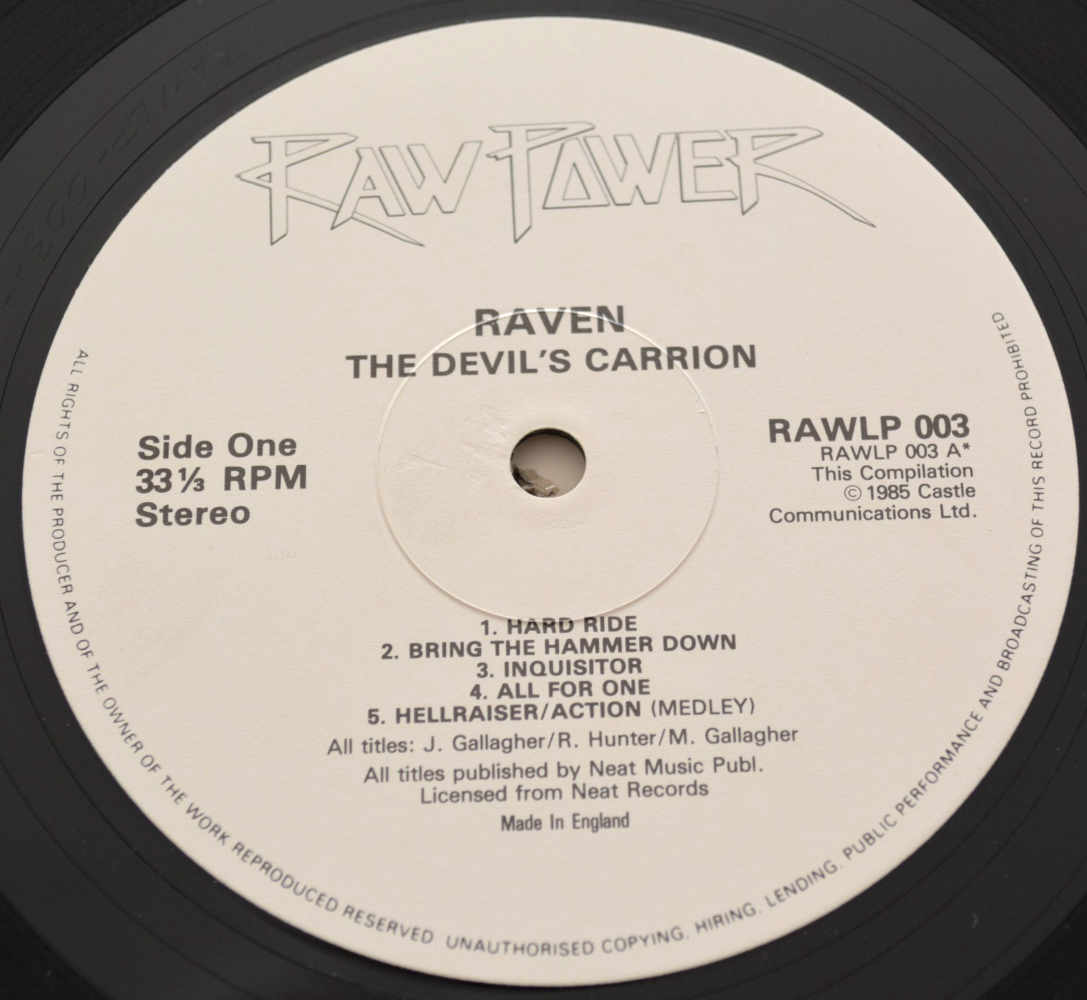 RAW POWER
RAVEN
THE DEVIL'S CARRION
Side One
33⅓ RPM
Stereo
RAWLP 003
RAWLP 003 A*
This Compilation
© 1985 Castle
Communications Ltd.
1. HARD RIDE
2. BRING THE HAMMER DOWN
3. INQUISITOR
4. ALL FOR ONE
5. HELLRAISER/ACTION (MEDLEY)
All titles: J. Gallagher/R. Hunter/M. Gallagher
All titles published by Neat Music Publ.
Licensed from Neat Records
Made In England
ALL RIGHTS OF THE PRODUCER AND OF THE OWNER OF THE WORK REPRODUCED RESERVED UNAUTHORISED COPYING, HIRING, LENDING, PUBLIC PERFORMANCE AND BROADCASTING OF THIS RECORD PROHIBITED